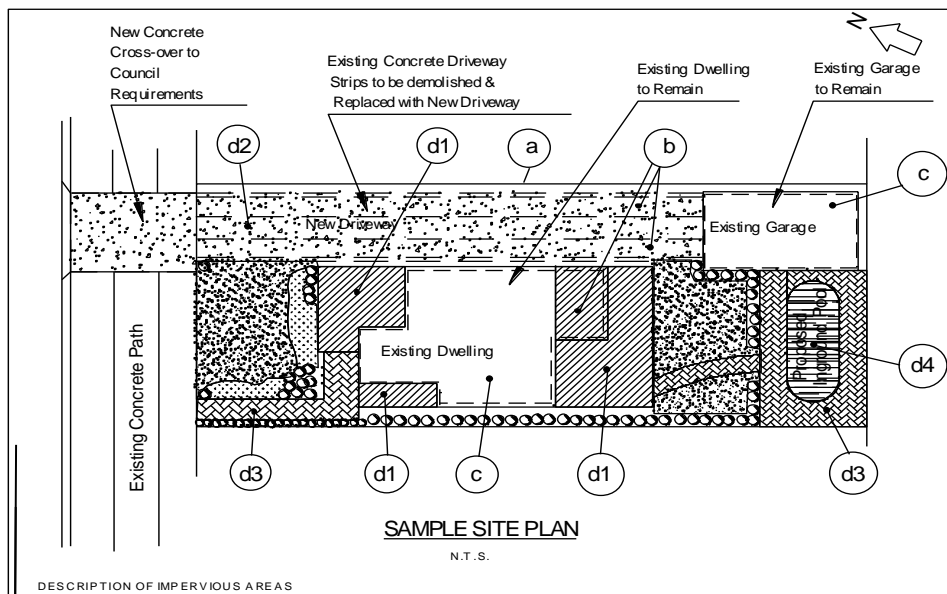 New Concrete
Cross-over to
Council
Requirements
Existing Concrete Driveway
Strips to be demolished &
Replaced with New Driveway
Existing Dwelling
to Remain
Existing Garage
to Remain
N
d2
d1
a
b
c
New Driveway
Existing Garage
Existing Dwelling
Proposed
Inground Pool
d4
Existing Concrete Path
d3
d1
c
d1
d3
SAMPLE SITE PLAN
N.T.S.
DESCRIPTION OF IMPERVIOUS AREAS